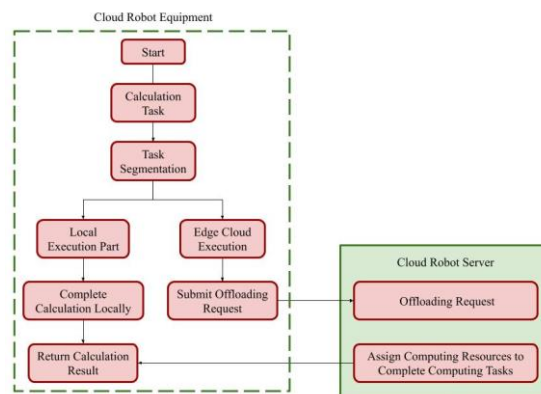 Cloud Robot Equipment
Start
Calculation
Task
Task
Segmentation
Local
Execution Part
Edge Cloud
Execution
Cloud Robot Server
Complete
Calculation Locally
Submit Offloading
Request
Offloading Request
Return Calculation
Result
Assign Computing Resources to
Complete Computing Tasks